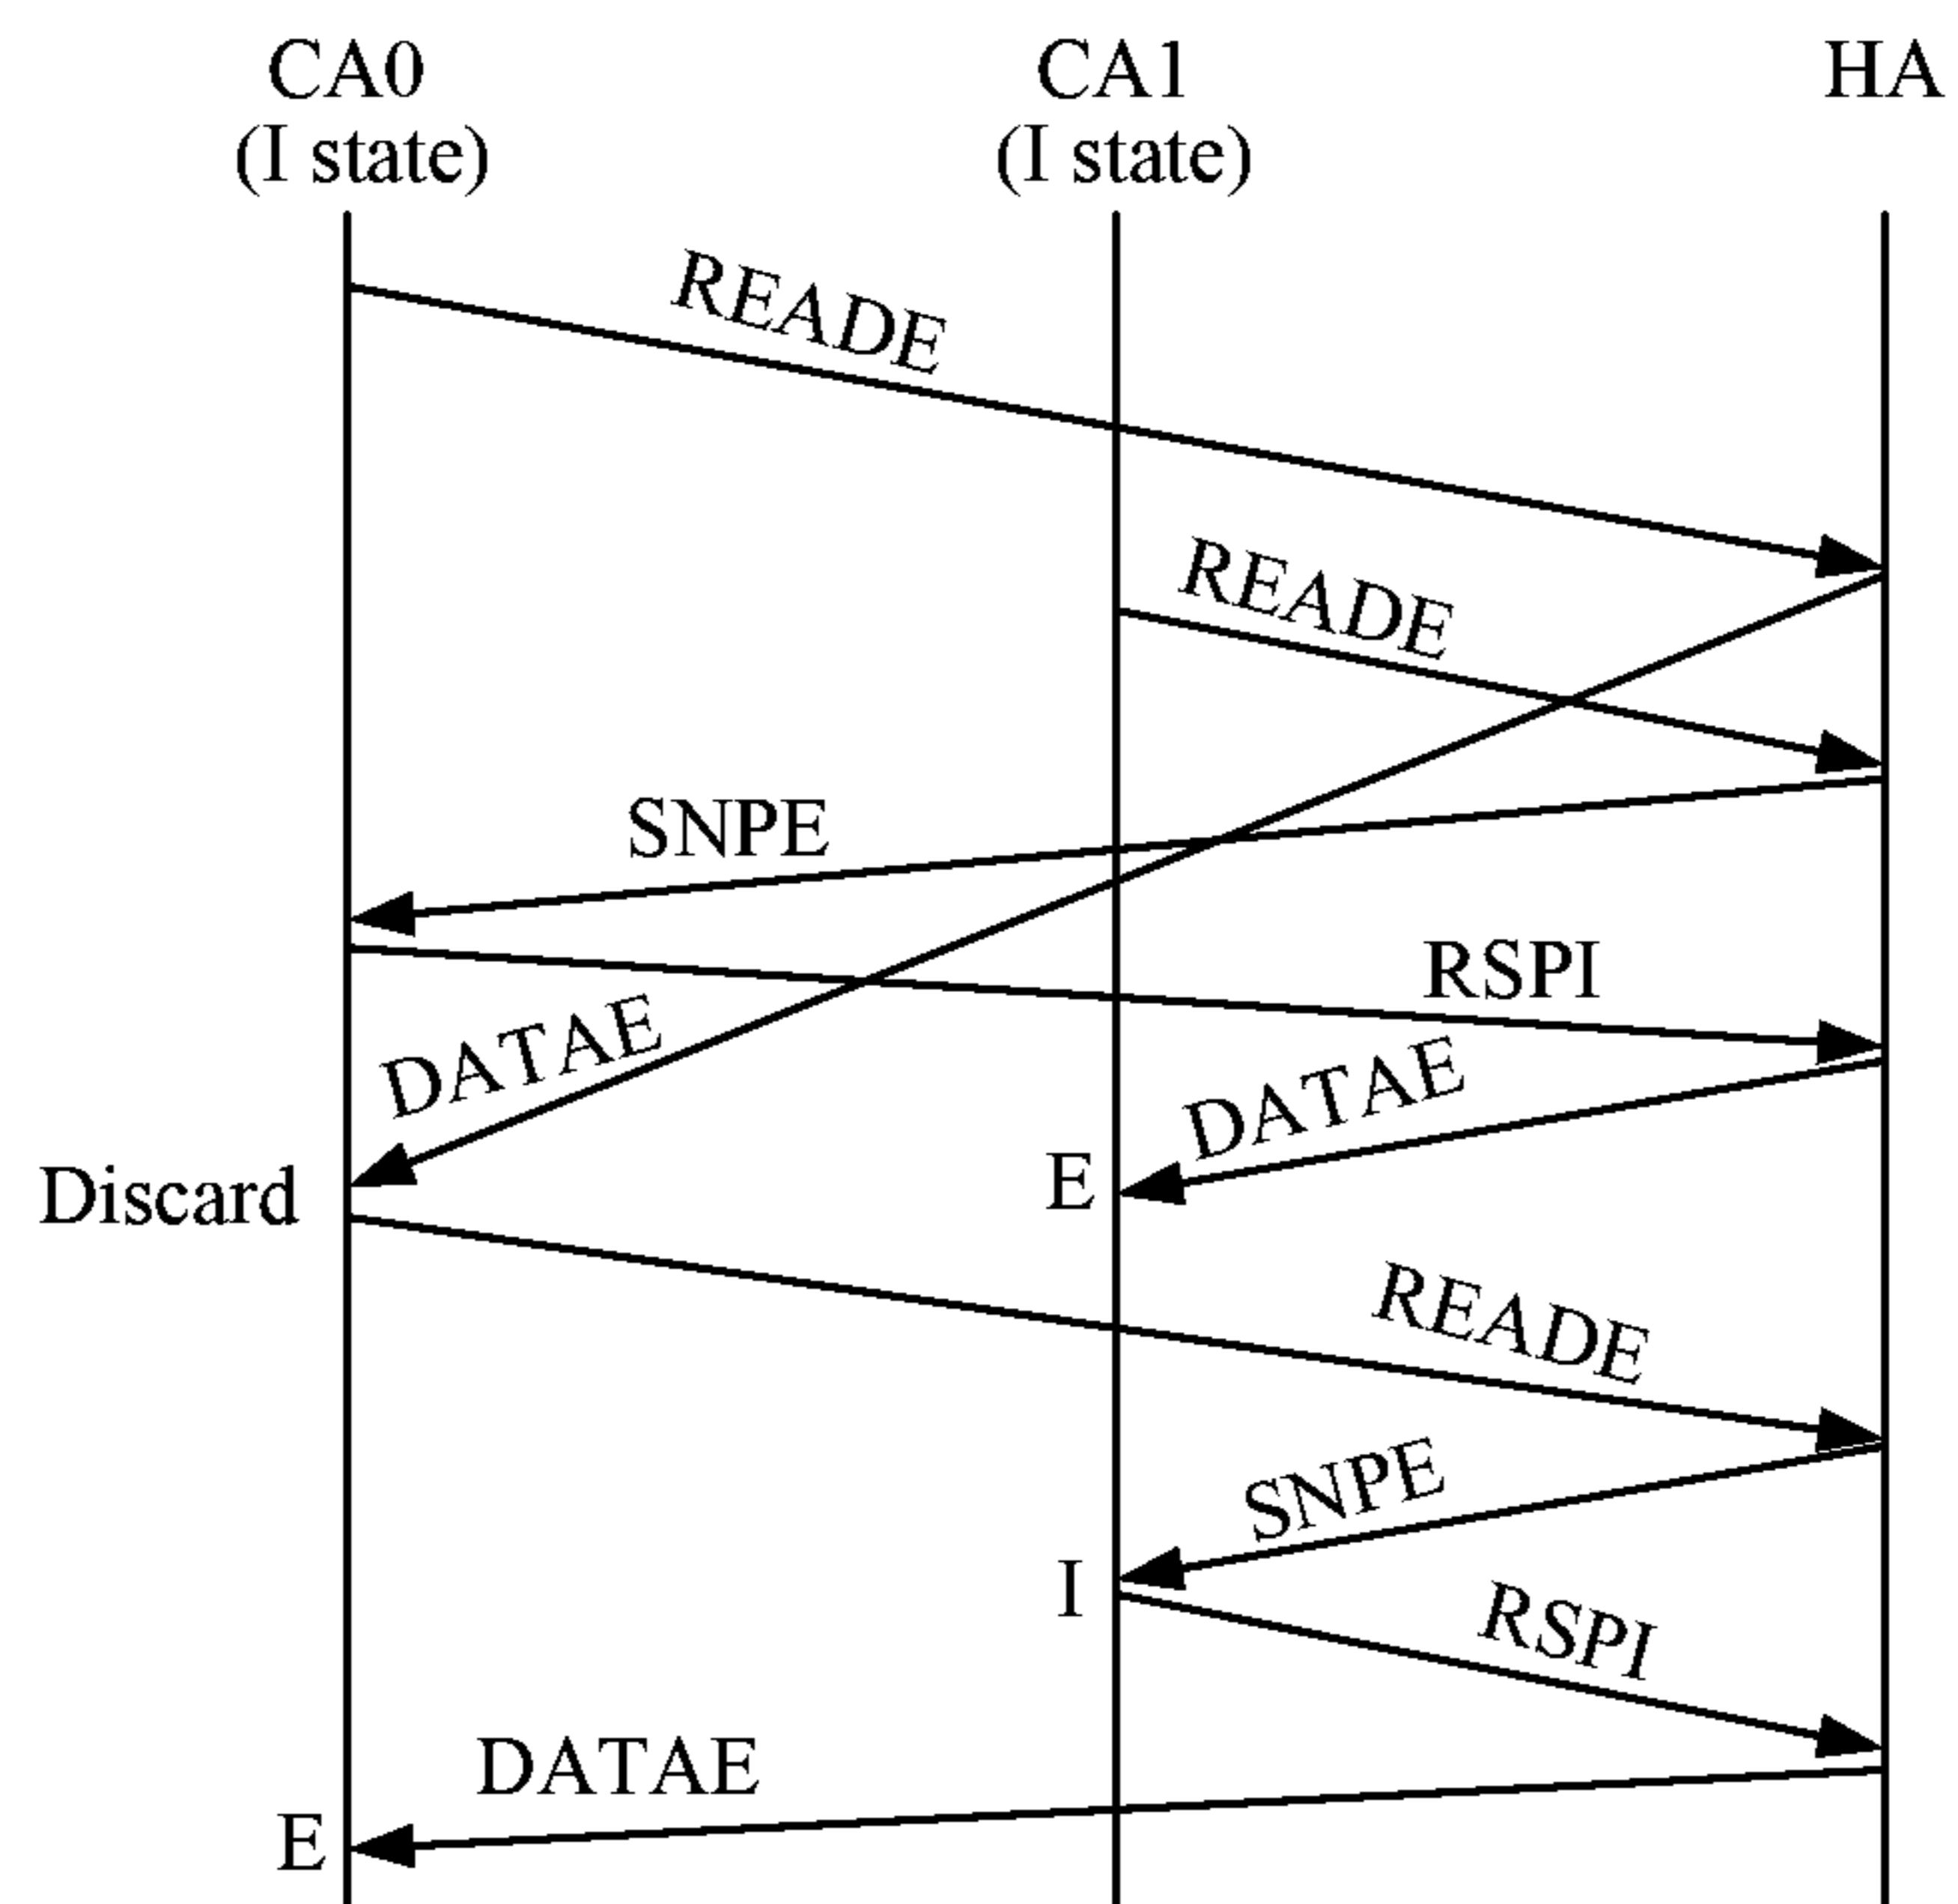 CA0
(I state)
CA1
(I state)
HA
READE
READE
SNPE
RSPI
DATAE
DATAE
Discard
E
READE
SNPE
I
RSPI
DATAE
E